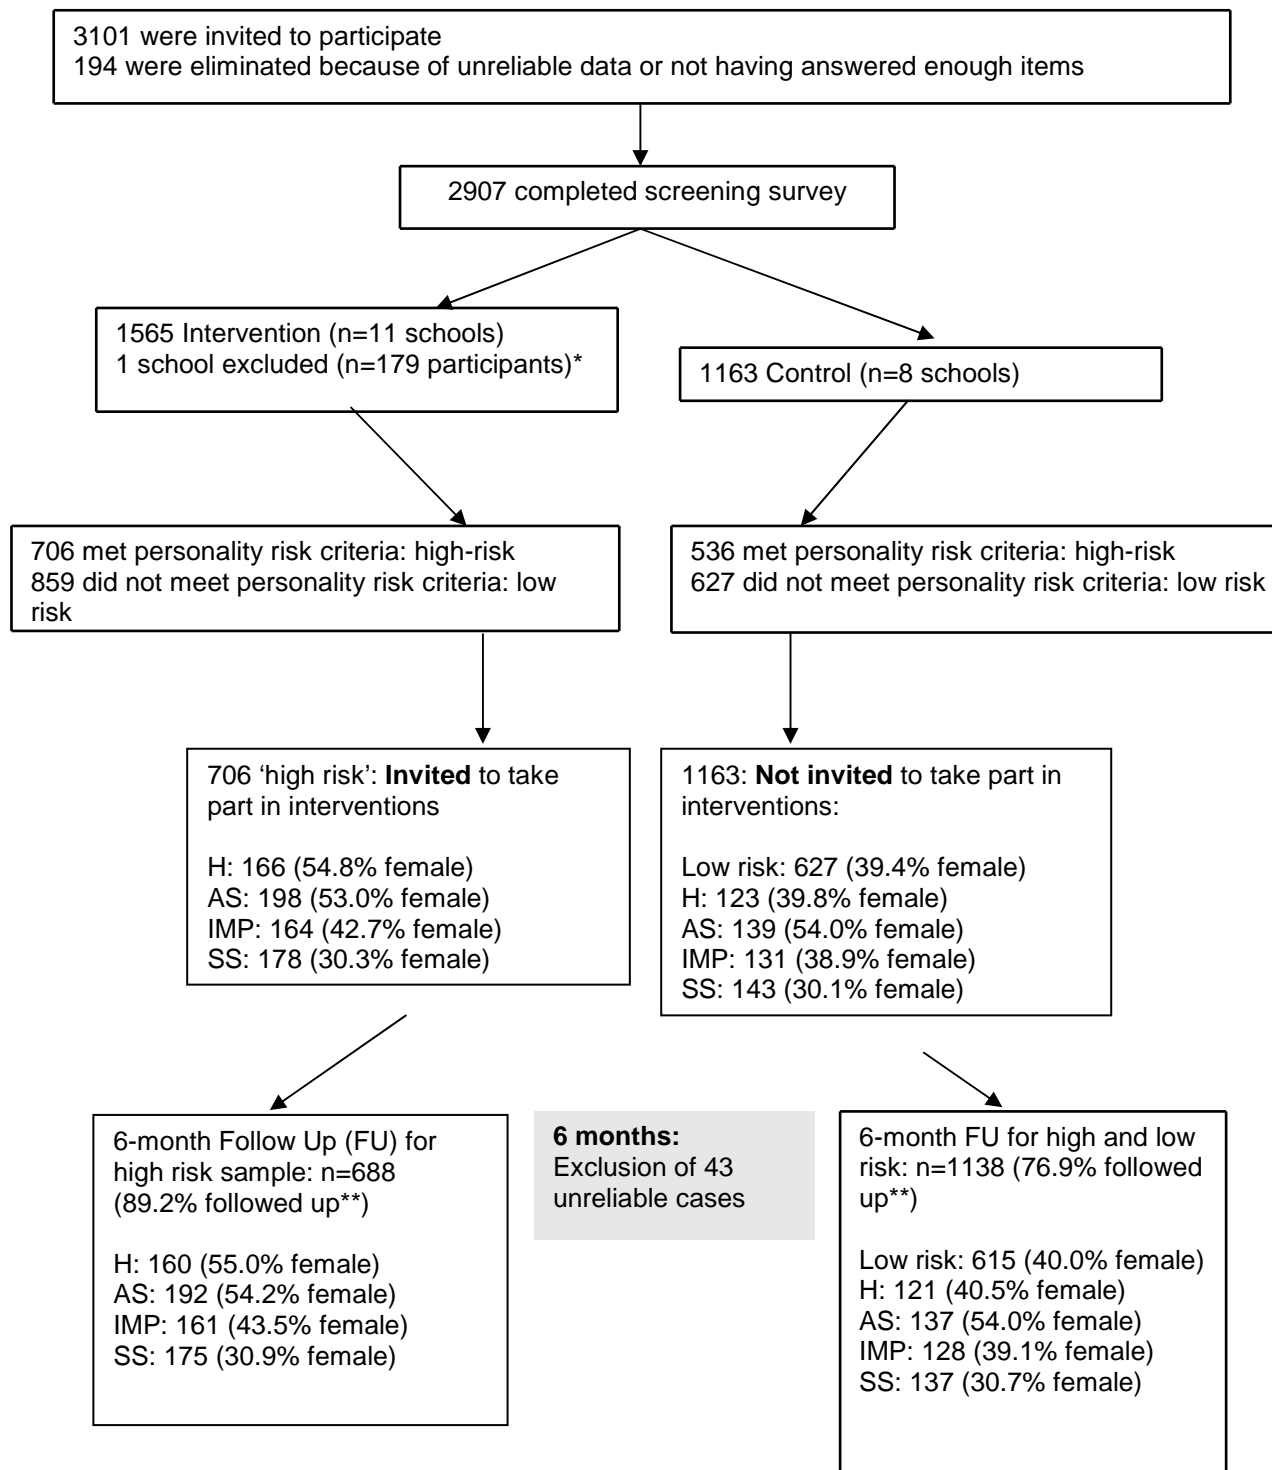 3101 were invited to participate
194 were eliminated because of unreliable data or not having answered enough items
2907 completed screening survey
1565 Intervention (n=11 schools)
1 school excluded (n=179 participants)*
1163 Control (n=8 schools)
706 met personality risk criteria: high-risk
859 did not meet personality risk criteria: low
risk
536 met personality risk criteria: high-risk
627 did not meet personality risk criteria: low risk
706 ‘high risk’: Invited to take
part in interventions
H: 166 (54.8% female)
AS: 198 (53.0% female)
IMP: 164 (42.7% female)
SS: 178 (30.3% female)
1163: Not invited to take part in
interventions:
Low risk: 627 (39.4% female)
H: 123 (39.8% female)
AS: 139 (54.0% female)
IMP: 131 (38.9% female)
SS: 143 (30.1% female)
6-month Follow Up (FU) for
high risk sample: n=688
(89.2% followed up**)
H: 160 (55.0% female)
AS: 192 (54.2% female)
IMP: 161 (43.5% female)
SS: 175 (30.9% female)
6 months:
Exclusion of 43
unreliable cases
6-month FU for high and low
risk: n=1138 (76.9% followed
up**)
Low risk: 615 (40.0% female)
H: 121 (40.5% female)
AS: 137 (54.0% female)
IMP: 128 (39.1% female)
SS: 137 (30.7% female)